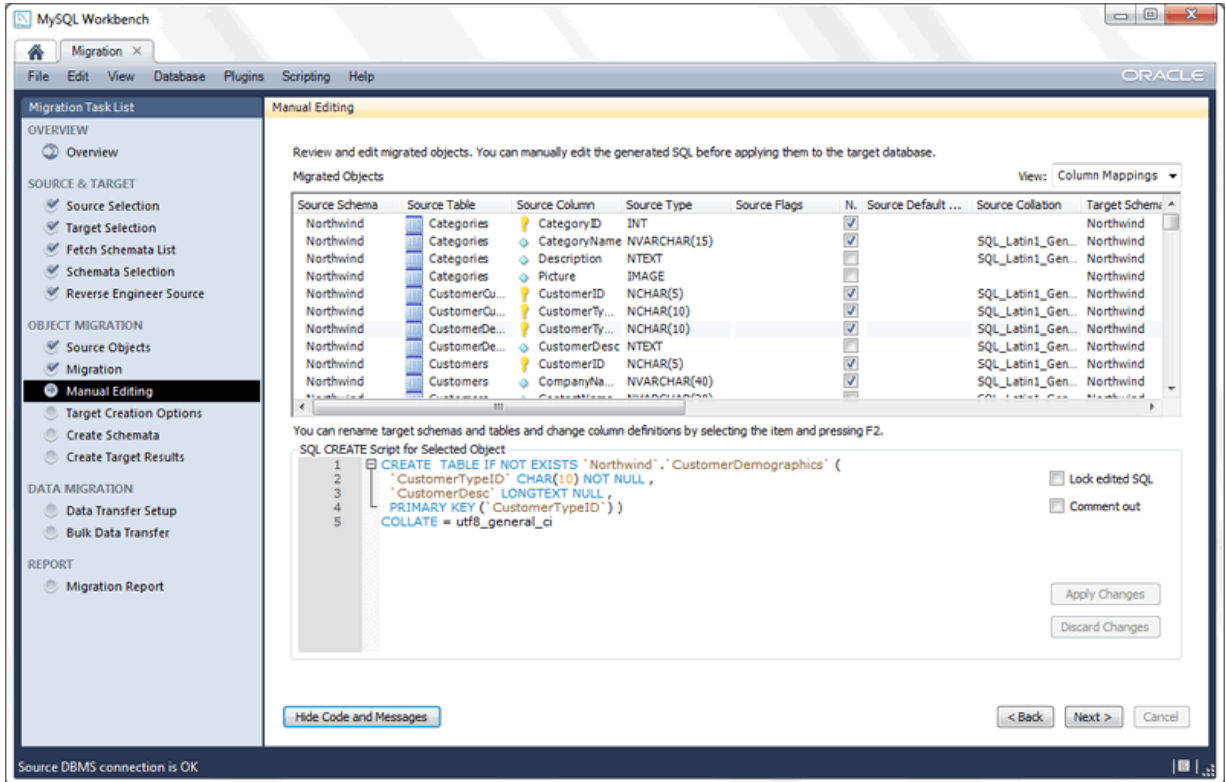 MySQL Workbench
Migration
File Edit View Database Plugins Scripting Help
ORACLE
Migration Task List
OVERVIEW
Overview
SOURCE & TARGET
Source Selection
Target Selection
Fetch Schemata List
Schemata Selection
Reverse Engineer Source
OBJECT MIGRATION
Source Objects
Migration
Manual Editing
Target Creation Options
Create Schemata
Create Target Results
DATA MIGRATION
Data Transfer Setup
Bulk Data Transfer
REPORT
Migration Report
Manual Editing
Review and edit migrated objects. You can manually edit the generated SQL before applying them to the target database.
Migrated Objects
View: Column Mappings
Source Schema Source Table Source Column Source Type Source Flags N. Source Default ... Source Collation Target Schema
Northwind Categories CategoryID INT Northwind
Northwind Categories CategoryName NVARCHAR(15) SQL_Latin1_Gen... Northwind
Northwind Categories Description NTEXT SQL_Latin1_Gen... Northwind
Northwind Categories Picture IMAGE Northwind
Northwind CustomerCu... CustomerID NCHAR(5) SQL_Latin1_Gen... Northwind
Northwind CustomerCu... CustomerTy... NCHAR(10) SQL_Latin1_Gen... Northwind
Northwind CustomerDe... CustomerTy... NCHAR(10) SQL_Latin1_Gen... Northwind
Northwind CustomerDe... CustomerDesc NTEXT SQL_Latin1_Gen... Northwind
Northwind Customers CustomerID NCHAR(5) SQL_Latin1_Gen... Northwind
Northwind Customers CompanyNa... NVARCHAR(40) SQL_Latin1_Gen... Northwind
You can rename target schemas and tables and change column definitions by selecting the item and pressing F2.
SQL CREATE Script for Selected Object
1 CREATE TABLE IF NOT EXISTS `Northwind`.`CustomerDemographics` (
2 `CustomerTypeID` CHAR(10) NOT NULL ,
3 `CustomerDesc` LONGTEXT NULL ,
4 PRIMARY KEY (`CustomerTypeID`) )
5 COLLATE = utf8_general_ci
Lock edited SQL
Comment out
Apply Changes
Discard Changes
Hide Code and Messages
< Back Next > Cancel
Source DBMS connection is OK